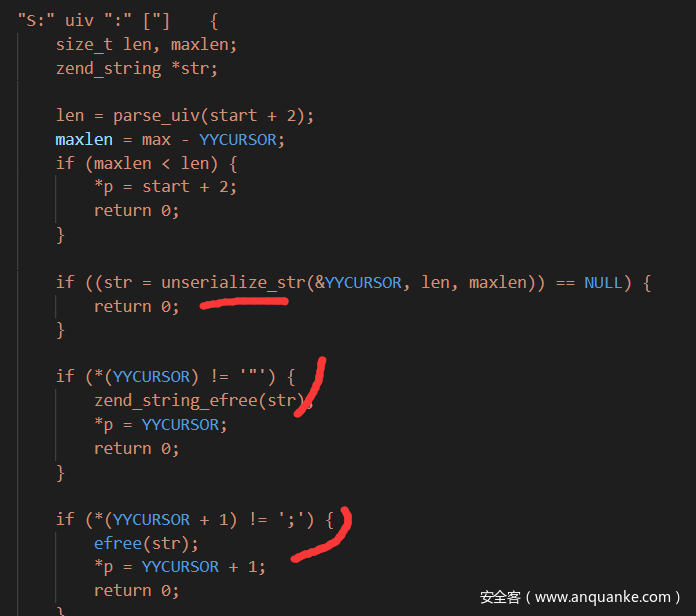 "S:" uiv ":" ["] {
size_t len, maxlen;
zend_string *str;
len = parse_uiv(start + 2);
maxlen = max - YYCURSOR;
if (maxlen < len) {
*p = start + 2;
return 0;
}
if ((str = unserialize_str(&YYCURSOR, len, maxlen)) == NULL) {
return 0;
}
if (*(YYCURSOR) != '"') {
zend_string_efree(str);
*p = YYCURSOR;
return 0;
}
if (*(YYCURSOR + 1) != ';') {
efree(str);
*p = YYCURSOR + 1;
return 0;
}
安全客（www.anquanke.com）